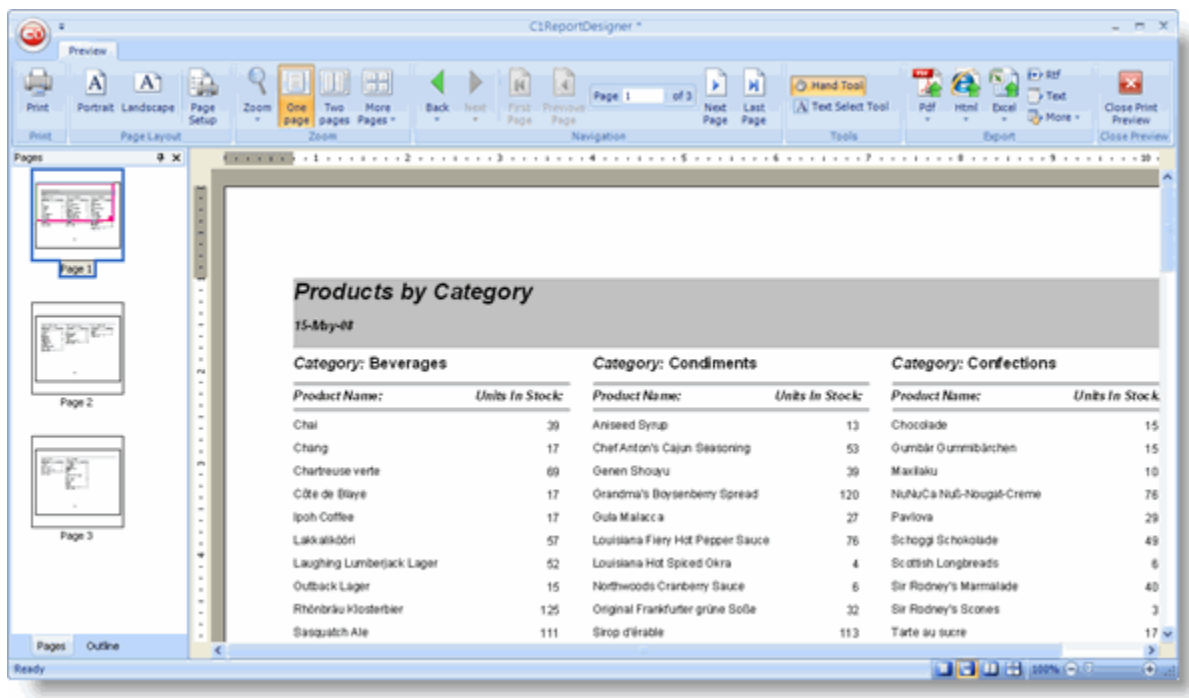 C1ReportDesigner *
Preview
Print Portrait Landscape Page Setup Zoom One page Two pages More Pages Back Next First Page Previous Page Page 1 of 3 Next Page Last Page Hand Tool Text Select Tool Pdf Html Excel Rtf Text More Close Print Preview
Print Page Layout Zoom Navigation Tools Export Close Preview
Pages
1 2 3 4 5 6 7 8 9 10
Page 1
Page 2
Page 3
Products by Category
15-May-08
Category: Beverages Category: Condiments Category: Confections
Product Name: Units In Stock: Product Name: Units In Stock: Product Name: Units In Stock
Chai 39 Aniseed Syrup 13 Chocolade 15
Chang 17 Chef Anton's Cajun Seasoning 53 Gumbär Gummibärchen 15
Chartreuse verte 69 Genen Shouyu 39 Maxilaku 10
Côte de Blaye 17 Grandma's Boysenberry Spread 120 NuNuCa Nuß-Nougat-Creme 76
Ipoh Coffee 17 Gula Malacca 27 Pavlova 29
Lakkalikööri 57 Louisiana Fiery Hot Pepper Sauce 76 Schoggi Schokolade 49
Laughing Lumberjack Lager 52 Louisiana Hot Spiced Okra 4 Scottish Longbreads 6
Outback Lager 15 Northwoods Cranberry Sauce 6 Sir Rodney's Marmalade 40
Rhönbräu Klosterbier 125 Original Frankfurter grüne Soße 32 Sir Rodney's Scones 3
Sasquatch Ale 111 Sirop d'érable 113 Tarte au sucre 17
Pages Outline
Ready 100%